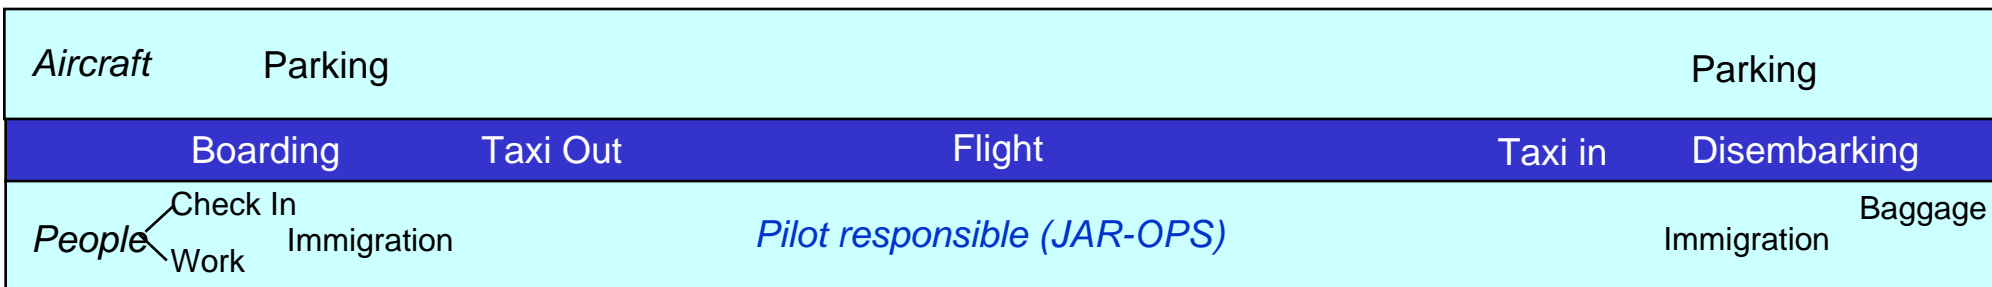 Aircraft Parking Parking
Boarding Taxi Out Flight Taxi in Disembarking
Check In
Baggage
People Immigration Pilot responsible (JAR-OPS) Immigration
Work